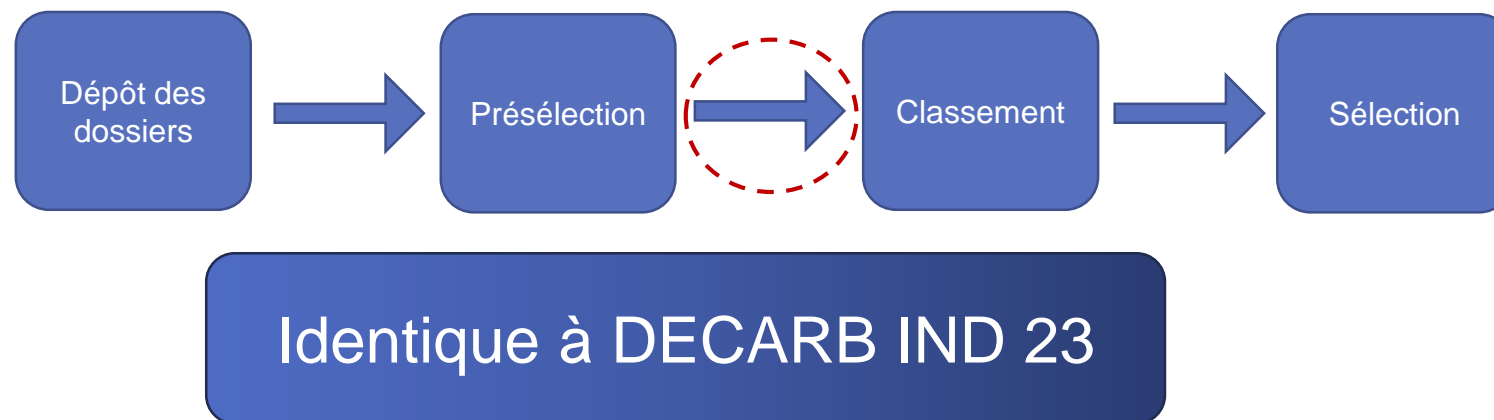 Dépôt des
dossiers
Présélection
Classement
Sélection
Identique à DECARB IND 23